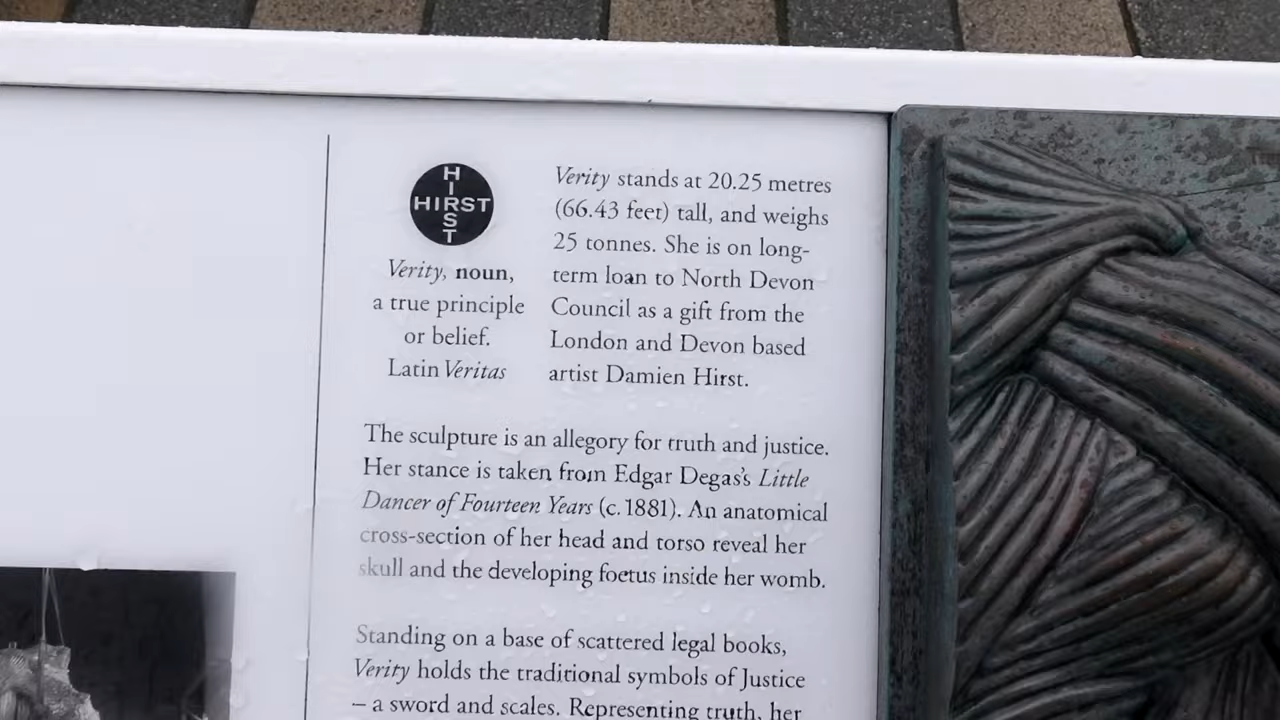 HIRST
HIRST
Verity, noun,
a true principle
or belief.
Latin Veritas
Verity stands at 20.25 metres
(66.43 feet) tall, and weighs
25 tonnes. She is on long-
term loan to North Devon
Council as a gift from the
London and Devon based
artist Damien Hirst.
The sculpture is an allegory for truth and justice.
Her stance is taken from Edgar Degas's Little
Dancer of Fourteen Years (c. 1881). An anatomical
cross-section of her head and torso reveal her
skull and the developing foetus inside her womb.
Standing on a base of scattered legal books,
Verity holds the traditional symbols of Justice
– a sword and scales. Representing truth, her